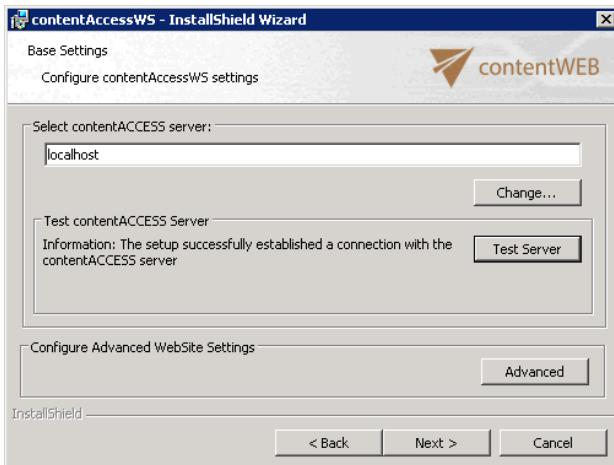 contentAccessWS - InstallShield Wizard
Base Settings
Configure contentAccessWS settings
contentWEB
Select contentACCESS server:
localhost
Change...
Test contentACCESS Server
Information: The setup successfully established a connection with the
contentACCESS server
Test Server
Configure Advanced WebSite Settings
Advanced
InstallShield
< Back
Next >
Cancel